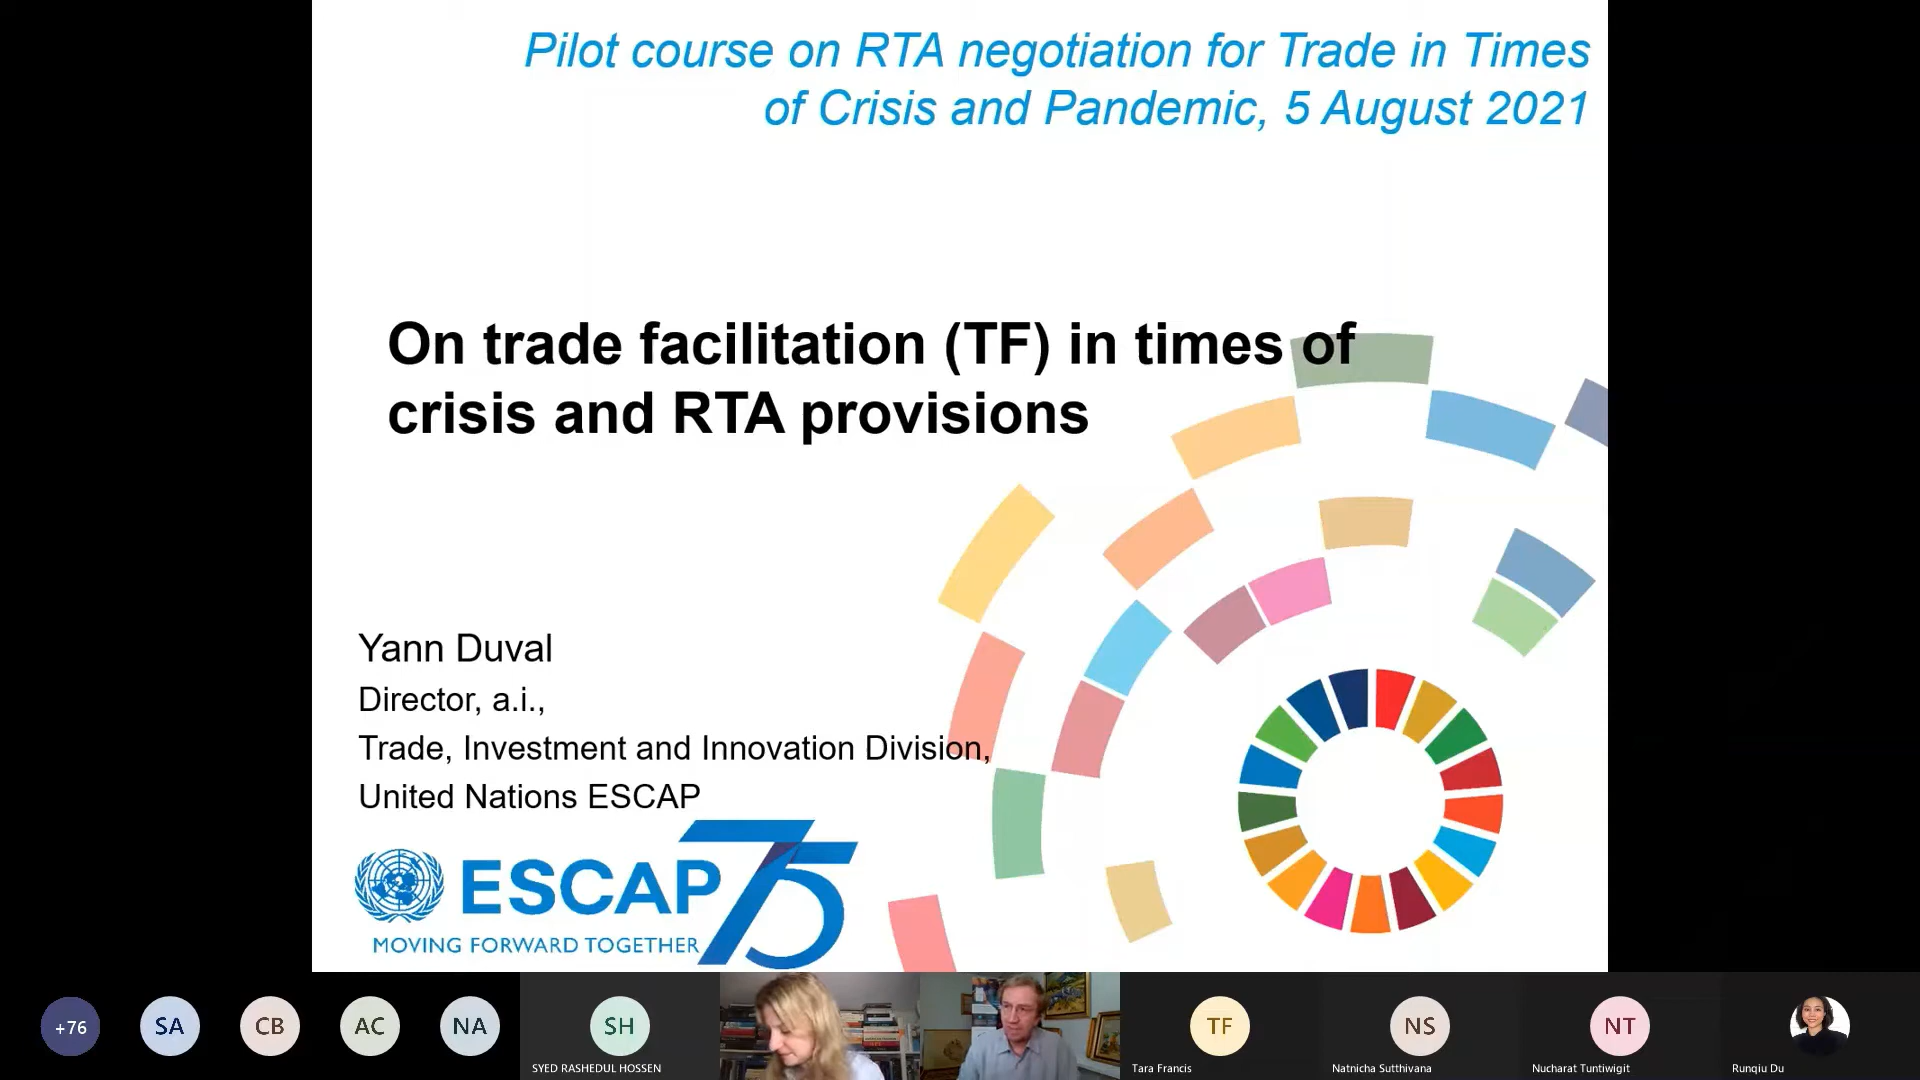 Pilot course on RTA negotiation for Trade in Times
of Crisis and Pandemic, 5 August 2021
On trade facilitation (TF) in times of
crisis and RTA provisions
Yann Duval
Director, a.i.,
Trade, Investment and Innovation Division,
United Nations ESCAP
ESCAP 75
MOVING FORWARD TOGETHER
+76
SA
CB
AC
NA
SH
TF
NS
NT
SYED RASHEDUL HOSSEN
Tara Francis
Natnicha Sutthivana
Nucharat Tuntiwigit
Runqiu Du